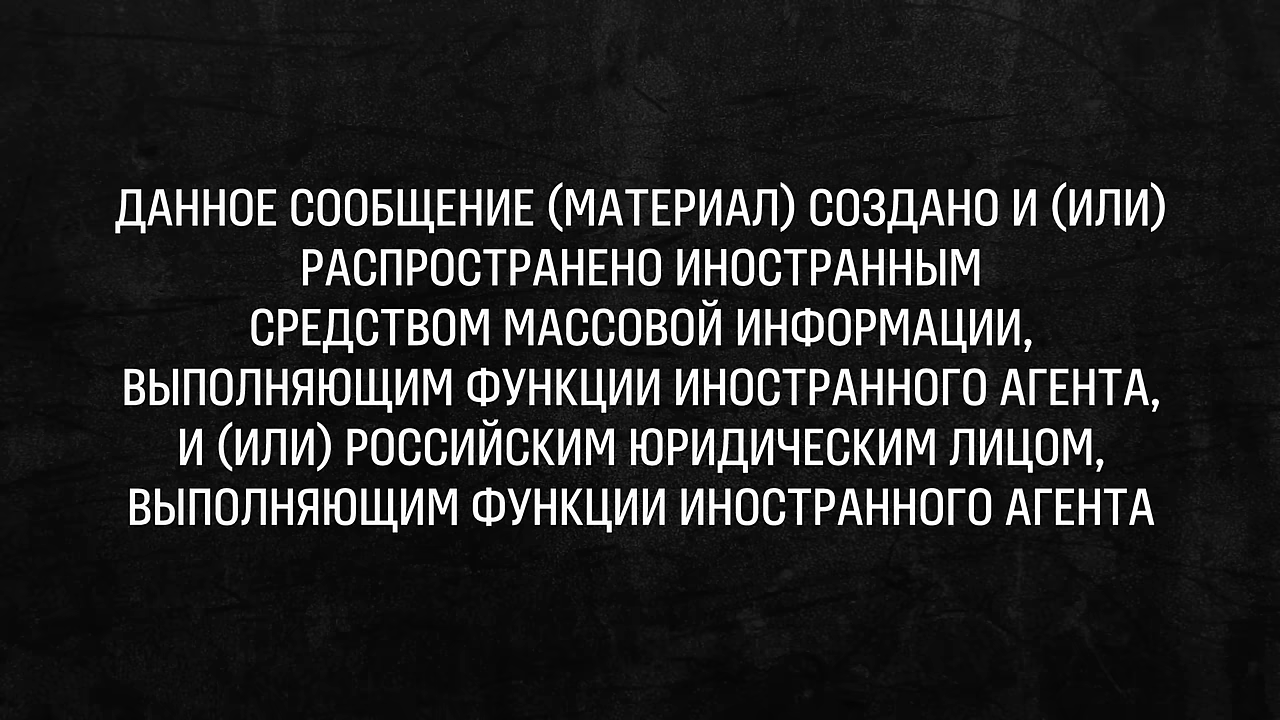 ДАННОЕ СООБЩЕНИЕ (МАТЕРИАЛ) СОЗДАНО И (ИЛИ)
РАСПРОСТРАНЕНО ИНОСТРАННЫМ
СРЕДСТВОМ МАССОВОЙ ИНФОРМАЦИИ,
ВЫПОЛНЯЮЩИМ ФУНКЦИИ ИНОСТРАННОГО АГЕНТА,
И (ИЛИ) РОССИЙСКИМ ЮРИДИЧЕСКИМ ЛИЦОМ,
ВЫПОЛНЯЮЩИМ ФУНКЦИИ ИНОСТРАННОГО АГЕНТА